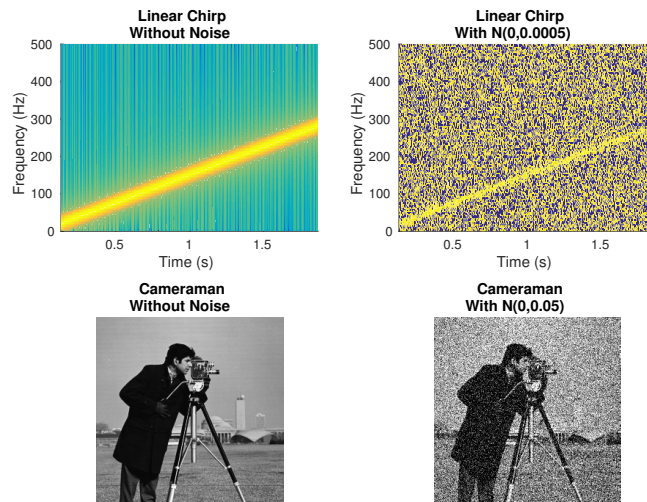 Linear Chirp
Without Noise
500
400
300
200
100
0
Frequency (Hz)
0.5
1
1.5
Time (s)
Linear Chirp
With N(0,0.0005)
500
400
300
200
100
0
Frequency (Hz)
0.5
1
1.5
Time (s)
Cameraman
Without Noise
Cameraman
With N(0,0.05)